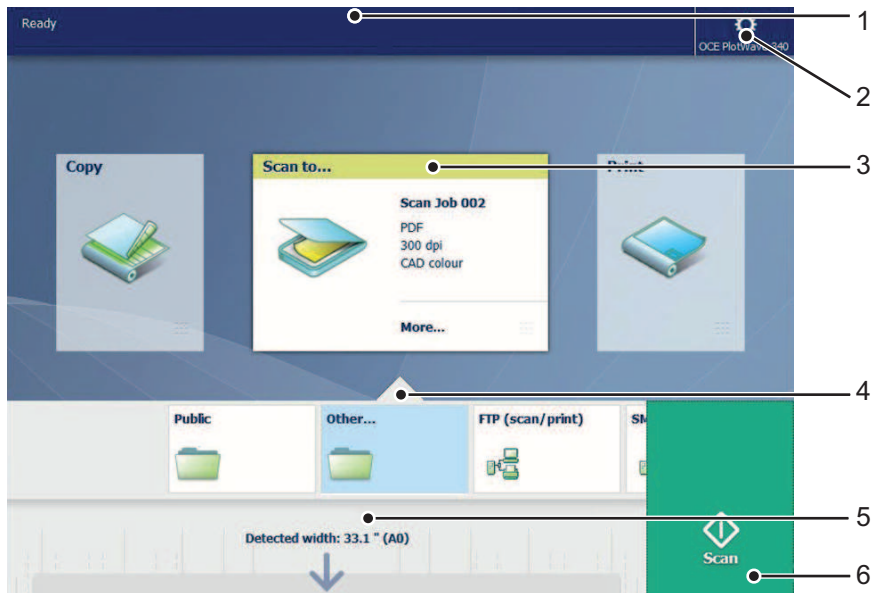 Ready
OCE PlotWave 340
Copy
Scan to...
Print
Scan Job 002
PDF
300 dpi
CAD colour
More...
Public
Other...
FTP (scan/print)
Detected width: 33.1 " (A0)
Scan
1
2
3
4
5
6